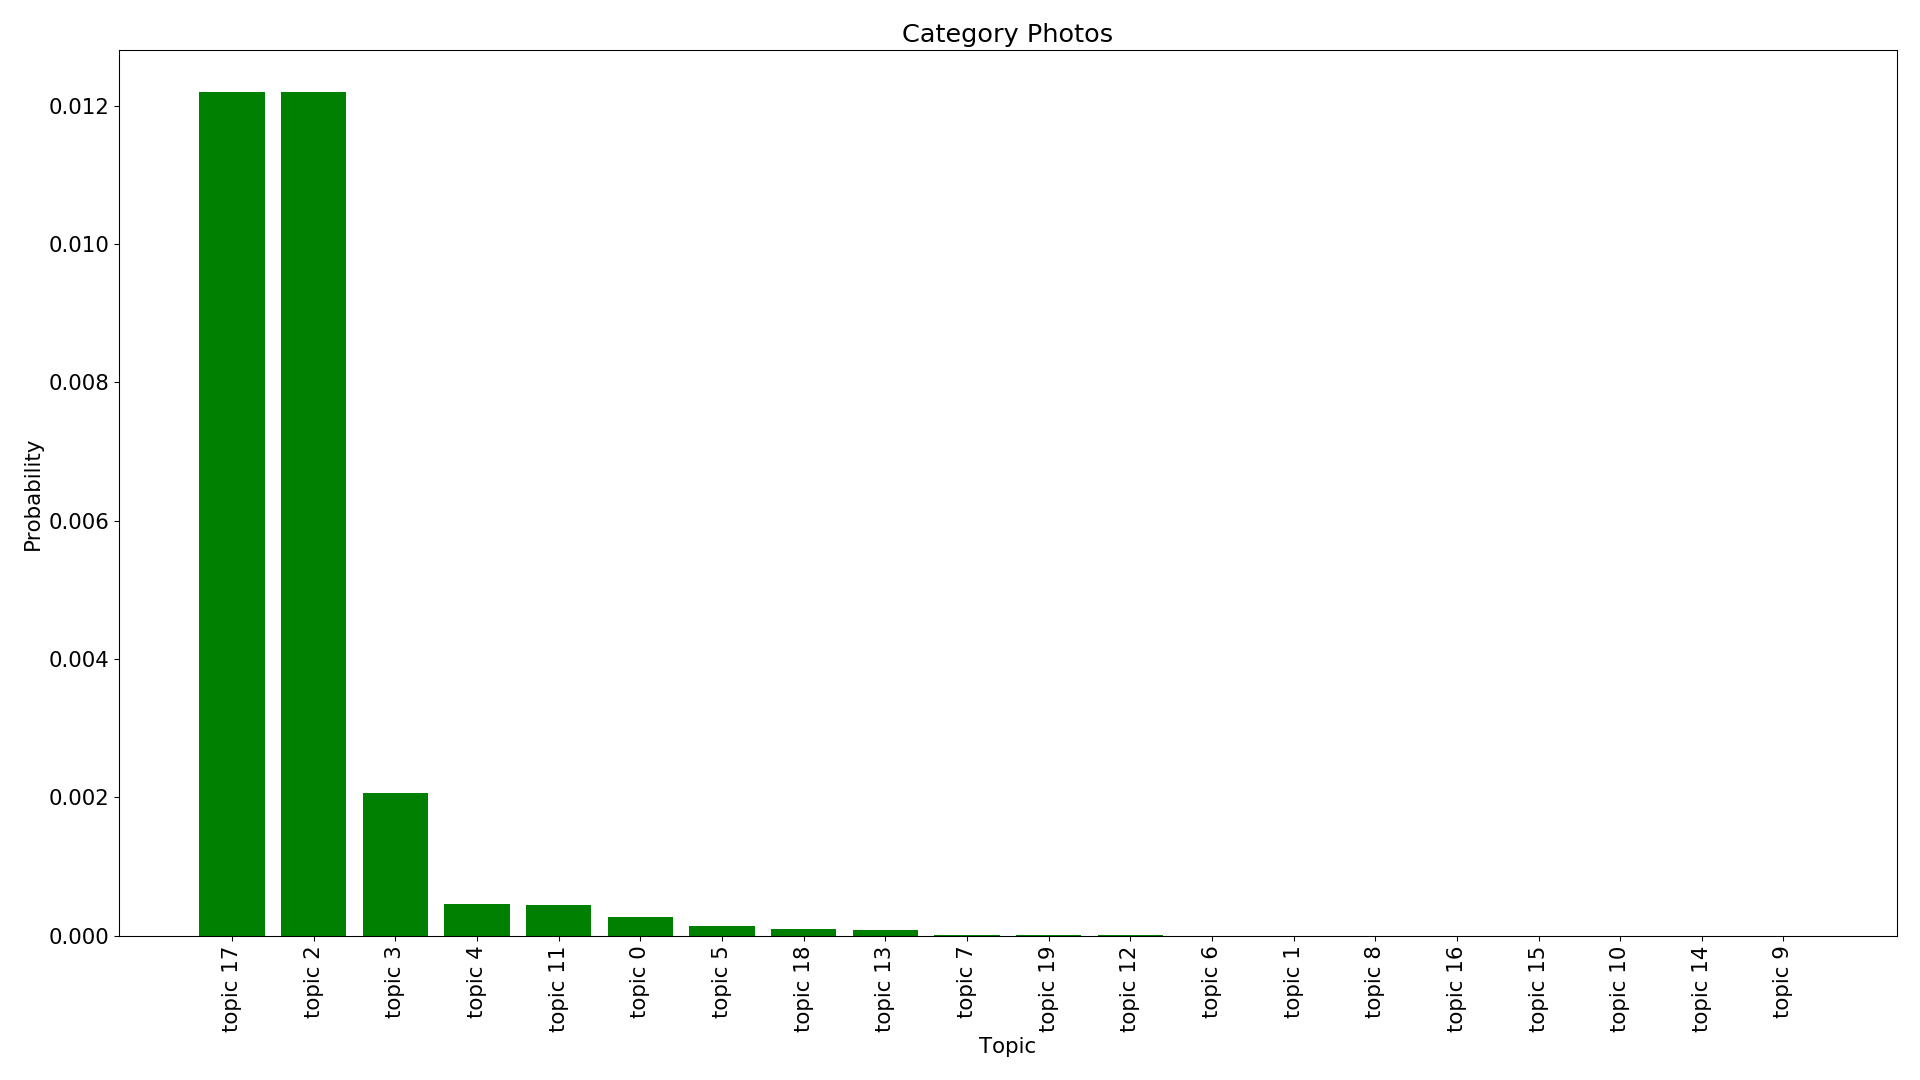 Category Photos
Probability
0.012
0.010
0.008
0.006
0.004
0.002
0.000
topic 17
topic 2
topic 3
topic 4
topic 11
topic 0
topic 5
topic 18
topic 13
topic 7
topic 19
topic 12
topic 6
topic 1
topic 8
topic 16
topic 15
topic 10
topic 14
topic 9
Topic